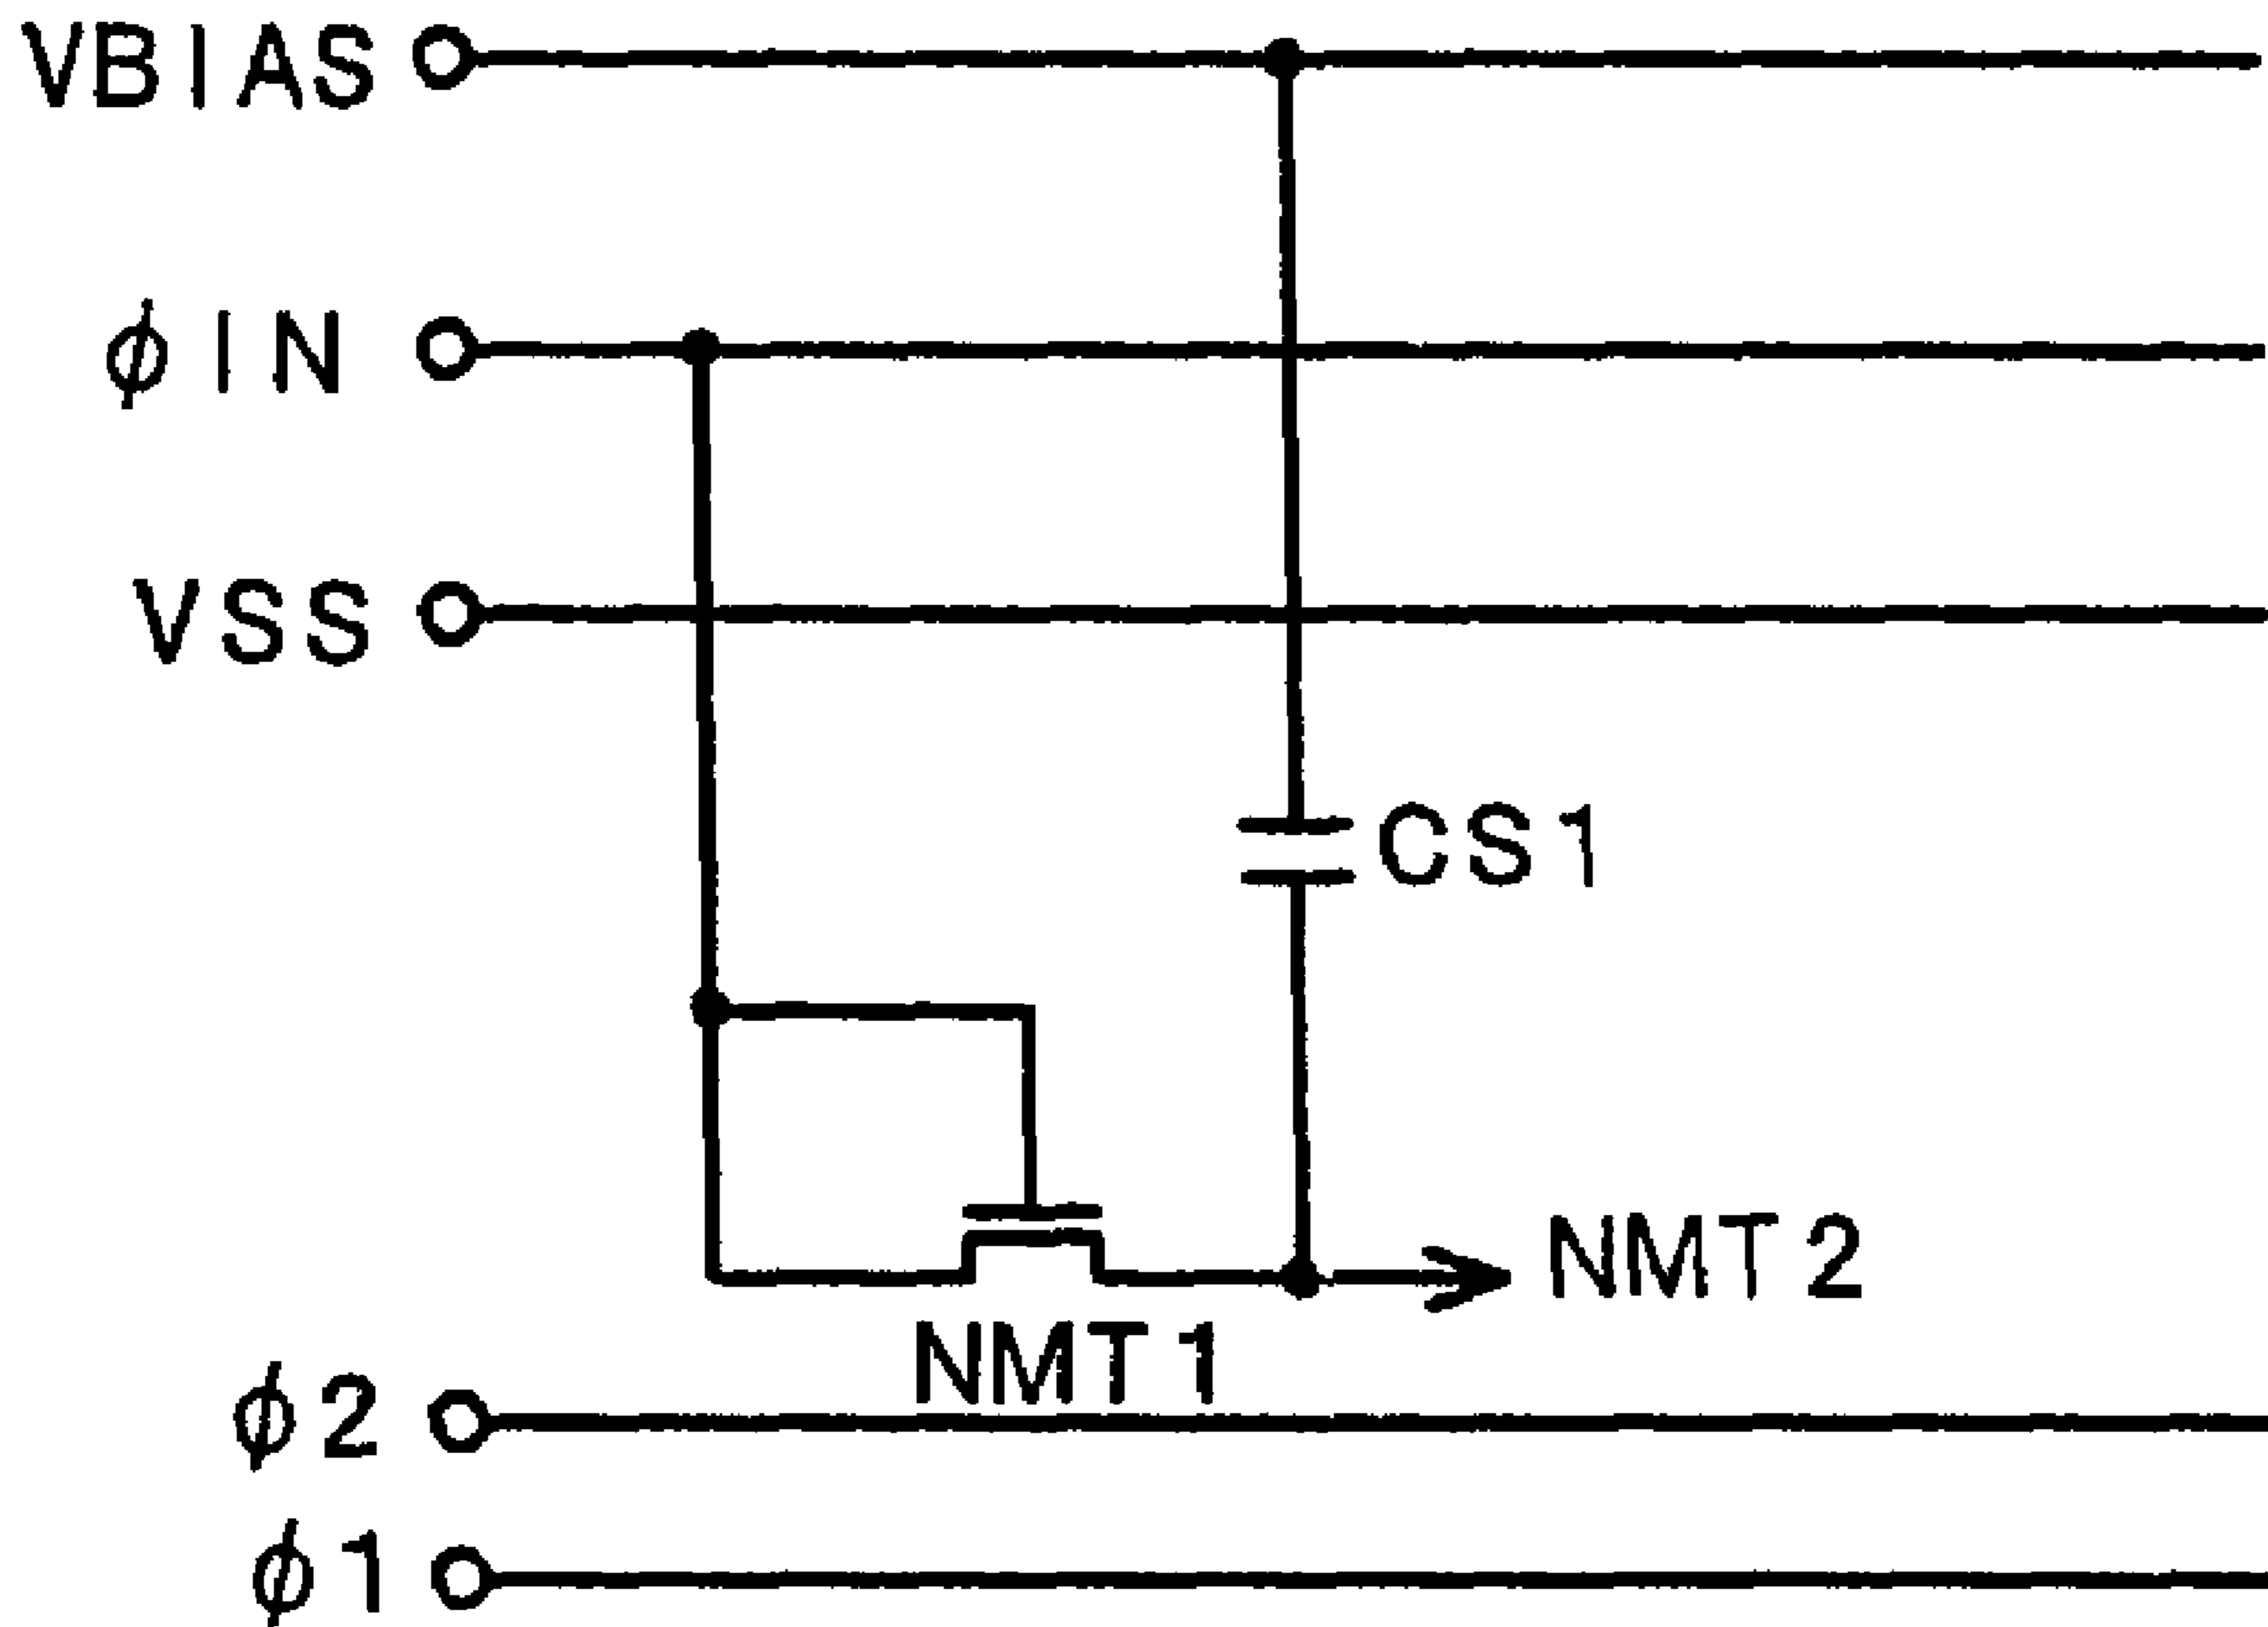 VBIAS
φIN
VSS
CS1
NMT2
NMT1
φ2
φ1